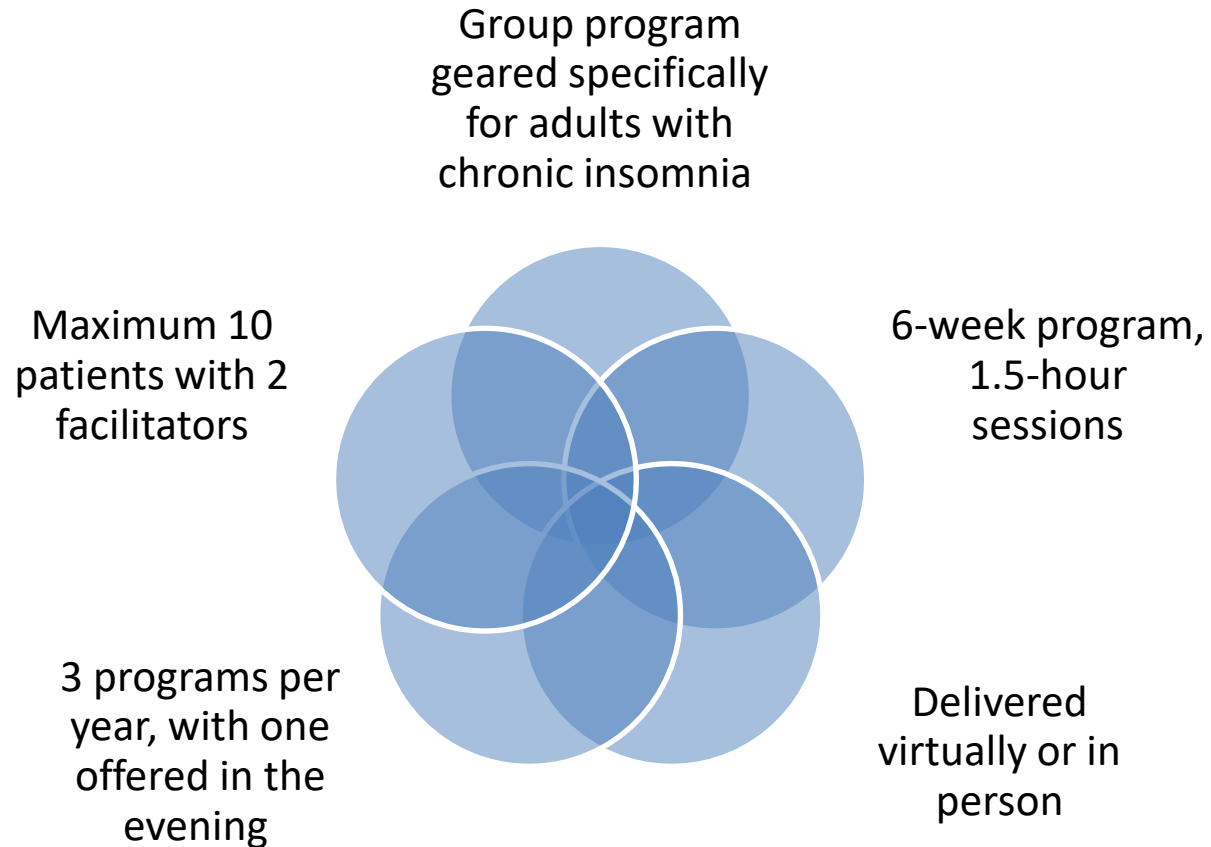 Group program
geared specifically
for adults with
chronic insomnia
6-week program,
1.5-hour
sessions
Delivered
virtually or in
person
3 programs per
year, with one
offered in the
evening
Maximum 10
patients with 2
facilitators